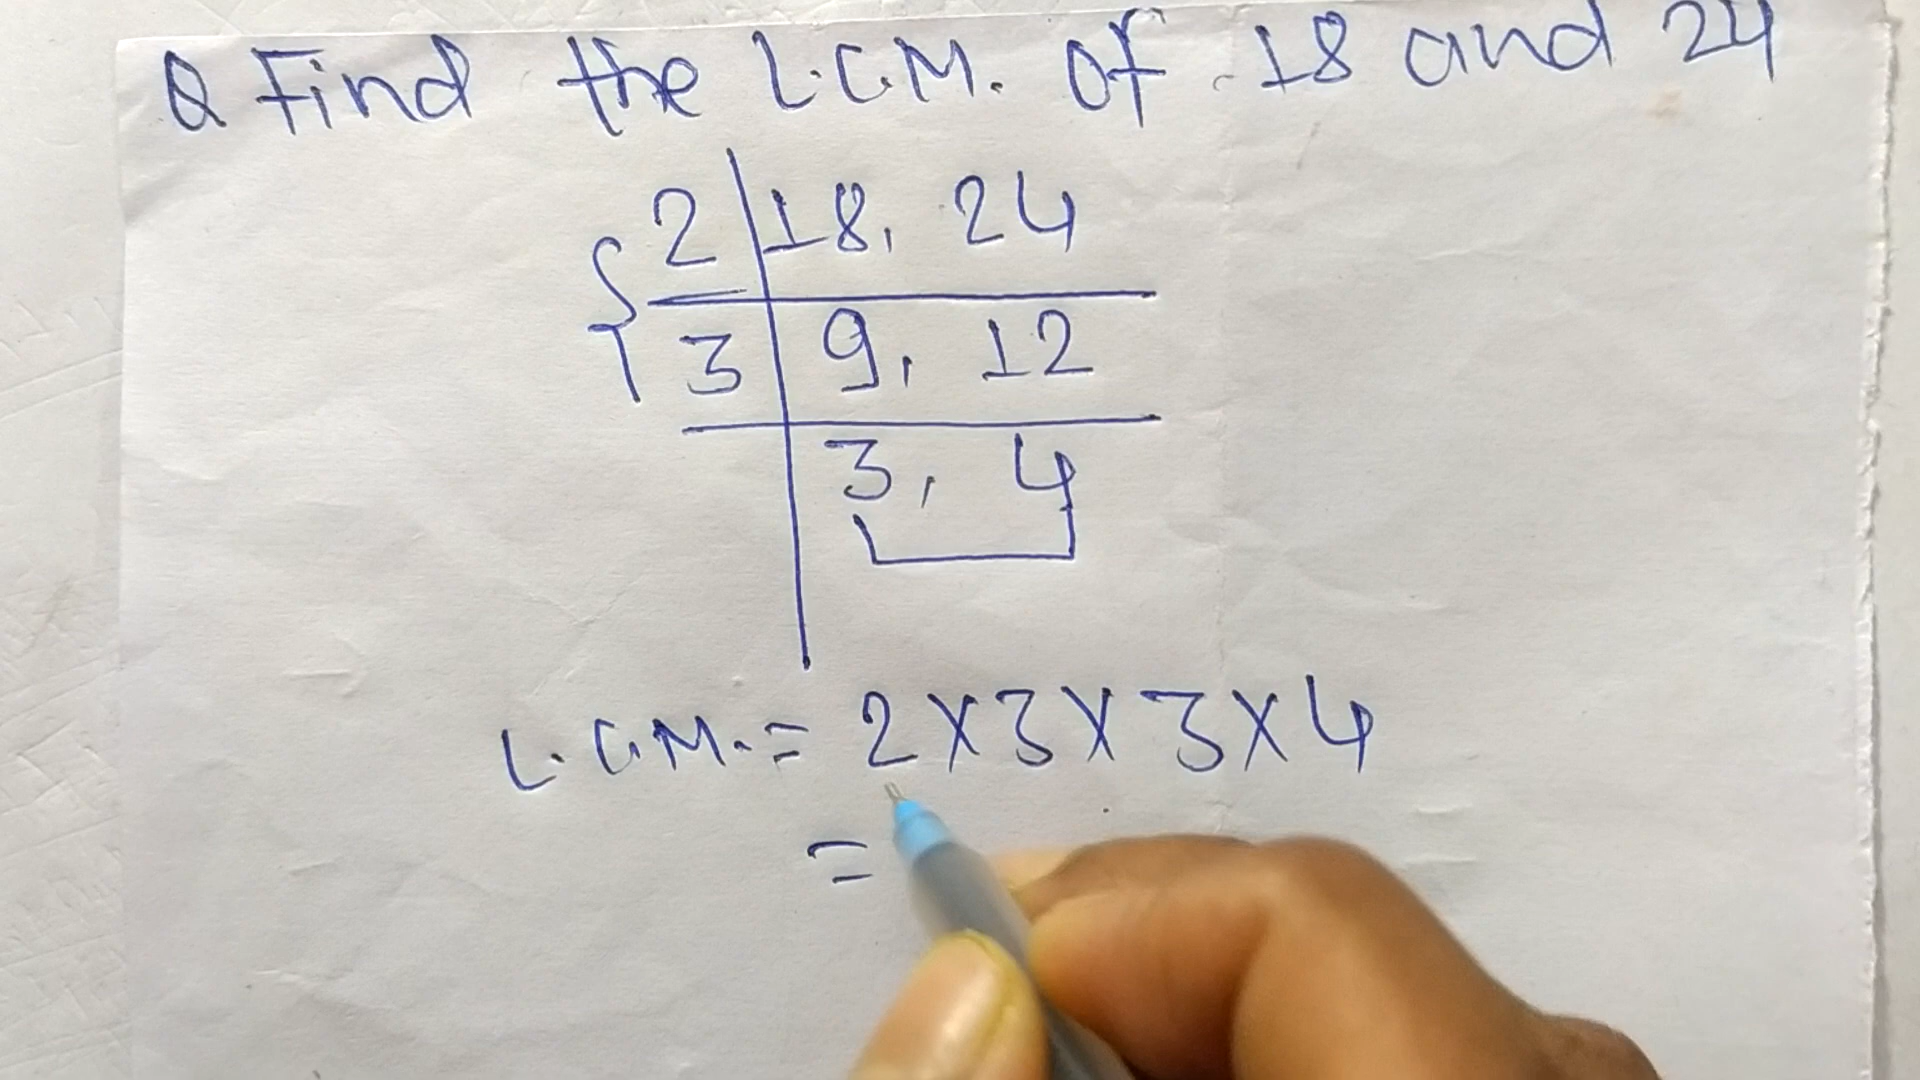 Q Find the L.C.M. of 18 and 24
2 18, 24
3 9, 12
3, 4
L.C.M. = 2 X 3 X 3 X 4
=